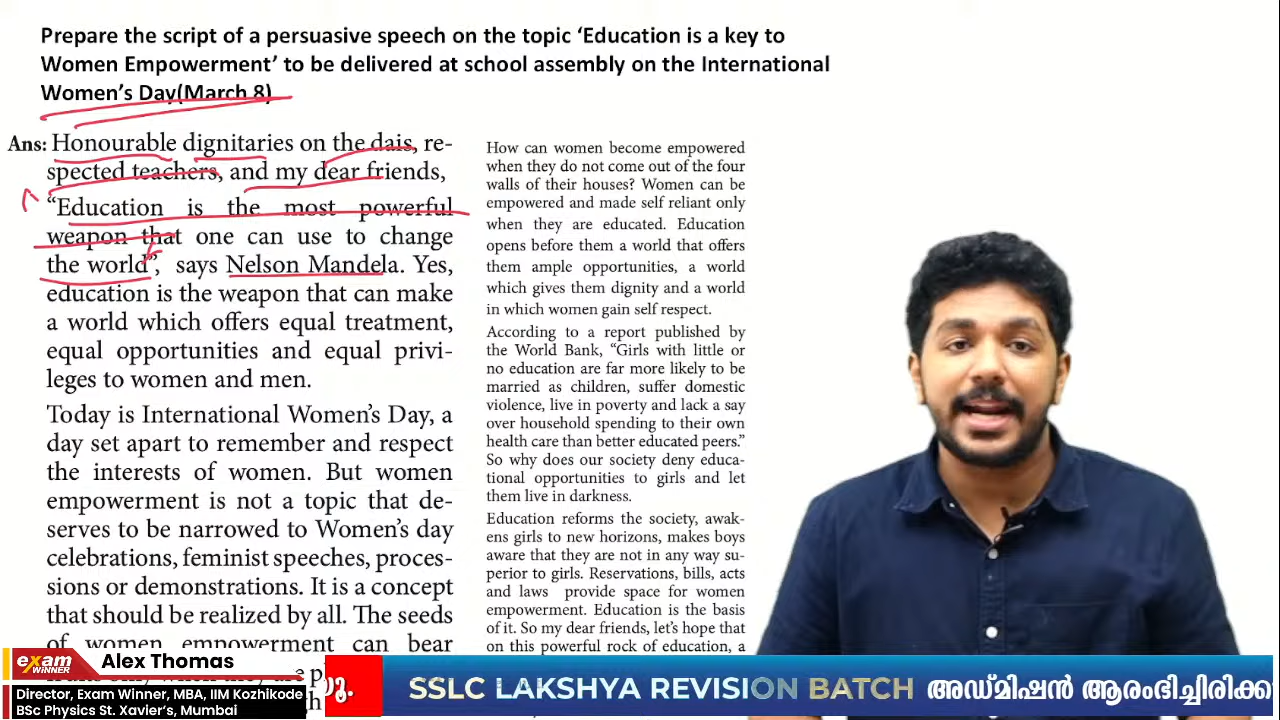 Prepare the script of a persuasive speech on the topic ‘Education is a key to
Women Empowerment’ to be delivered at school assembly on the International
Women’s Day(March 8)
Ans: Honourable dignitaries on the dais, re-
spected teachers, and my dear friends,
“Education is the most powerful
weapon that one can use to change
the world”, says Nelson Mandela. Yes,
education is the weapon that can make
a world which offers equal treatment,
equal opportunities and equal privi-
leges to women and men.
Today is International Women’s Day, a
day set apart to remember and respect
the interests of women. But women
empowerment is not a topic that de-
serves to be narrowed to Women’s day
celebrations, feminist speeches, proces-
sions or demonstrations. It is a concept
that should be realized by all. The seeds
of women empowerment can bear
How can women become empowered
when they do not come out of the four
walls of their houses? Women can be
empowered and made self reliant only
when they are educated. Education
opens before them a world that offers
them ample opportunities, a world
which gives them dignity and a world
in which women gain self respect.
According to a report published by
the World Bank, “Girls with little or
no education are far more likely to be
married as children, suffer domestic
violence, live in poverty and lack a say
over household spending to their own
health care than better educated peers.”
So why does our society deny educa-
tional opportunities to girls and let
them live in darkness.
Education reforms the society, awak-
ens girls to new horizons, makes boys
aware that they are not in any way su-
perior to girls. Reservations, bills, acts
and laws provide space for women
empowerment. Education is the basis
of it. So my dear friends, let’s hope that
on this powerful rock of education, a
exam WINNER
Alex Thomas
Director, Exam Winner, MBA, IIM Kozhikode
BSc Physics St. Xavier’s, Mumbai
SSLC LAKSHYA REVISION BATCH അഡ്മിഷൻ ആരംഭിച്ചിരിക്ക